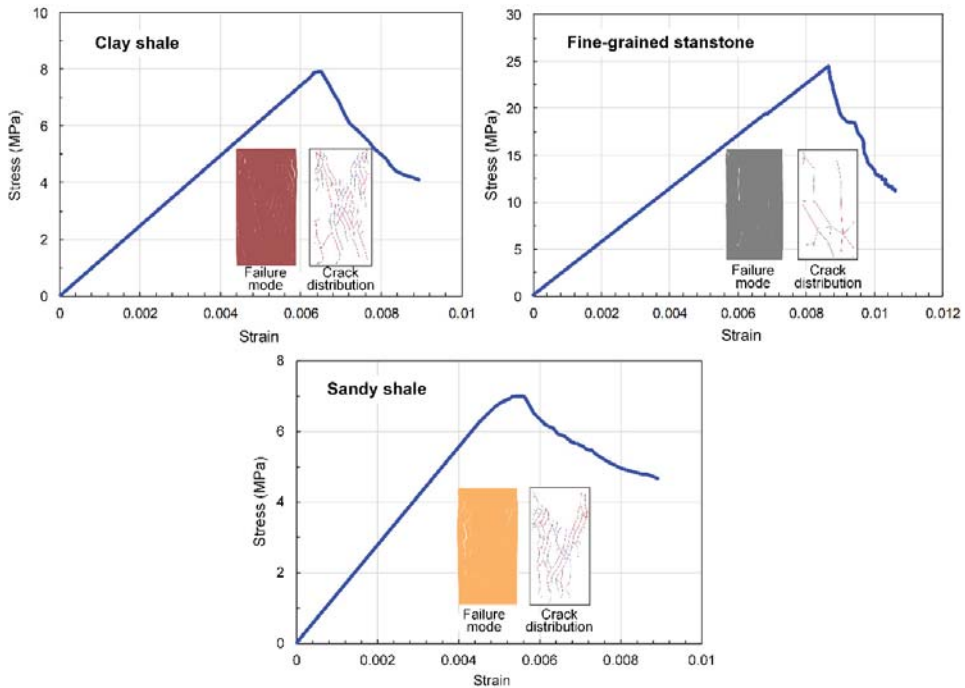 Clay shale
10
8
6
4
2
0
Stress (MPa)
Failure
mode
Crack
distribution
0
0.002
0.004
0.006
0.008
0.01
Strain
Fine-grained stanstone
30
25
20
15
10
5
0
Stress (MPa)
Failure
mode
Crack
distribution
0
0.002
0.004
0.006
0.008
0.01
0.012
Strain
Sandy shale
8
6
4
2
0
Stress (MPa)
Failure
mode
Crack
distribution
0
0.002
0.004
0.006
0.008
0.01
Strain